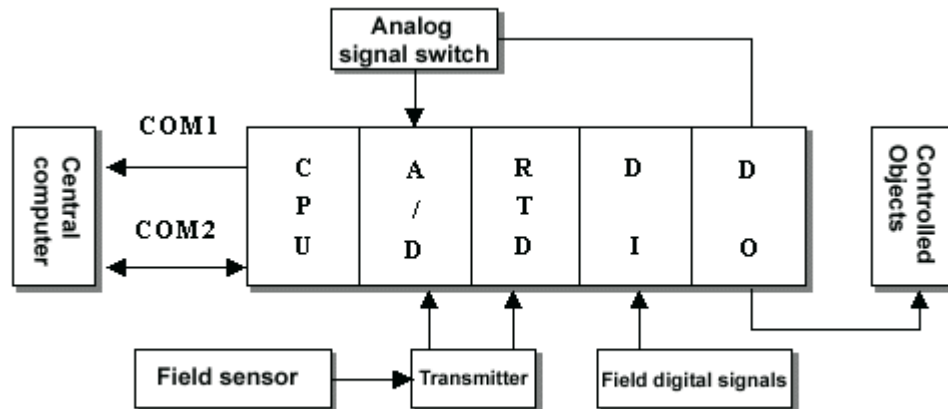 Analog
signal switch
COM1
COM2
Central
computer
C
P
U
A
/
D
R
T
D
D
I
D
O
Controlled
Objects
Field sensor
Transmitter
Field digital signals